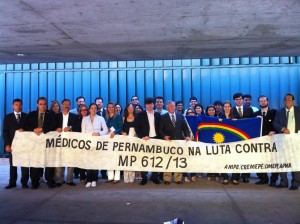 MÉDICOS DE PERNAMBUCO NA LUTA CONTRA
MP 612/13